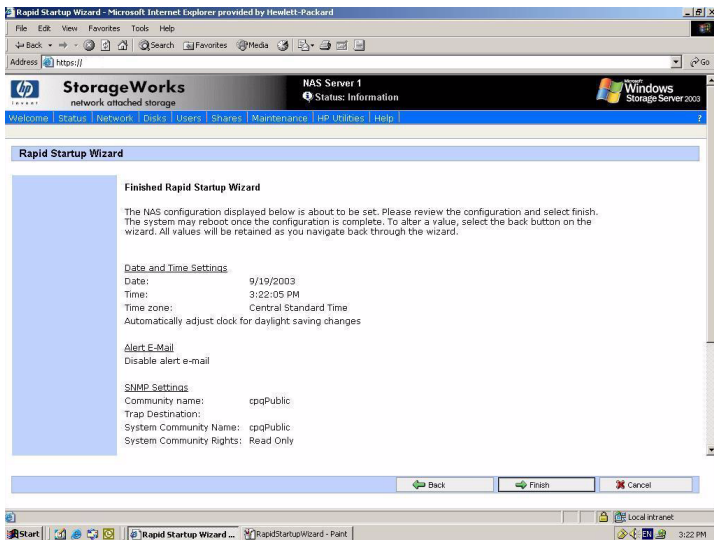 Rapid Startup Wizard - Microsoft Internet Explorer provided by Hewlett-Packard
File Edit View Favorites Tools Help
Back Search Favorites Media
Address https:// Go
hp
invent
StorageWorks
network attached storage
NAS Server 1
Status: Information
Microsoft
Windows
Storage Server 2003
Welcome | Status | Network | Disks | Users | Shares | Maintenance | HP Utilities | Help | ?
Rapid Startup Wizard
Finished Rapid Startup Wizard
The NAS configuration displayed below is about to be set. Please review the configuration and select finish.
The system may reboot once the configuration is complete. To alter a value, select the back button on the
wizard. All values will be retained as you navigate back through the wizard.
Date and Time Settings
Date: 9/19/2003
Time: 3:22:05 PM
Time zone: Central Standard Time
Automatically adjust clock for daylight saving changes
Alert E-Mail
Disable alert e-mail
SNMP Settings
Community name: cpqPublic
Trap Destination:
System Community Name: cpqPublic
System Community Rights: Read Only
Back Finish Cancel
Local intranet
Start Rapid Startup Wizard ... RapidStartupWizard - Paint EN 3:22 PM